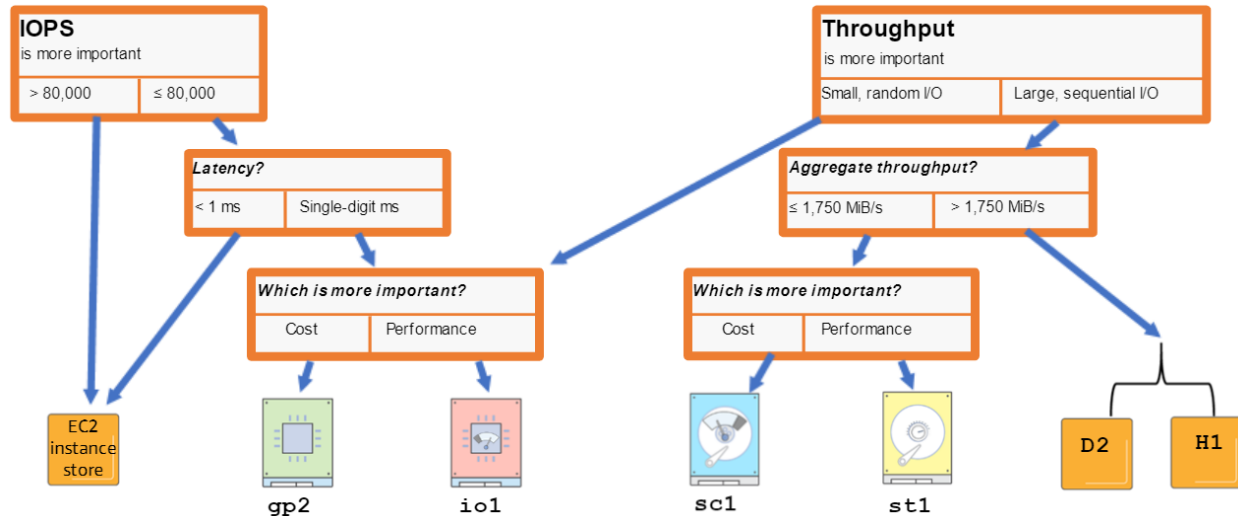 IOPS
is more important
> 80,000
≤ 80,000
Throughput
is more important
Small, random I/O
Large, sequential I/O
Latency?
< 1 ms
Single-digit ms
Aggregate throughput?
≤ 1,750 MiB/s
> 1,750 MiB/s
Which is more important?
Cost
Performance
Which is more important?
Cost
Performance
EC2
instance
store
gp2
io1
sc1
st1
D2
H1